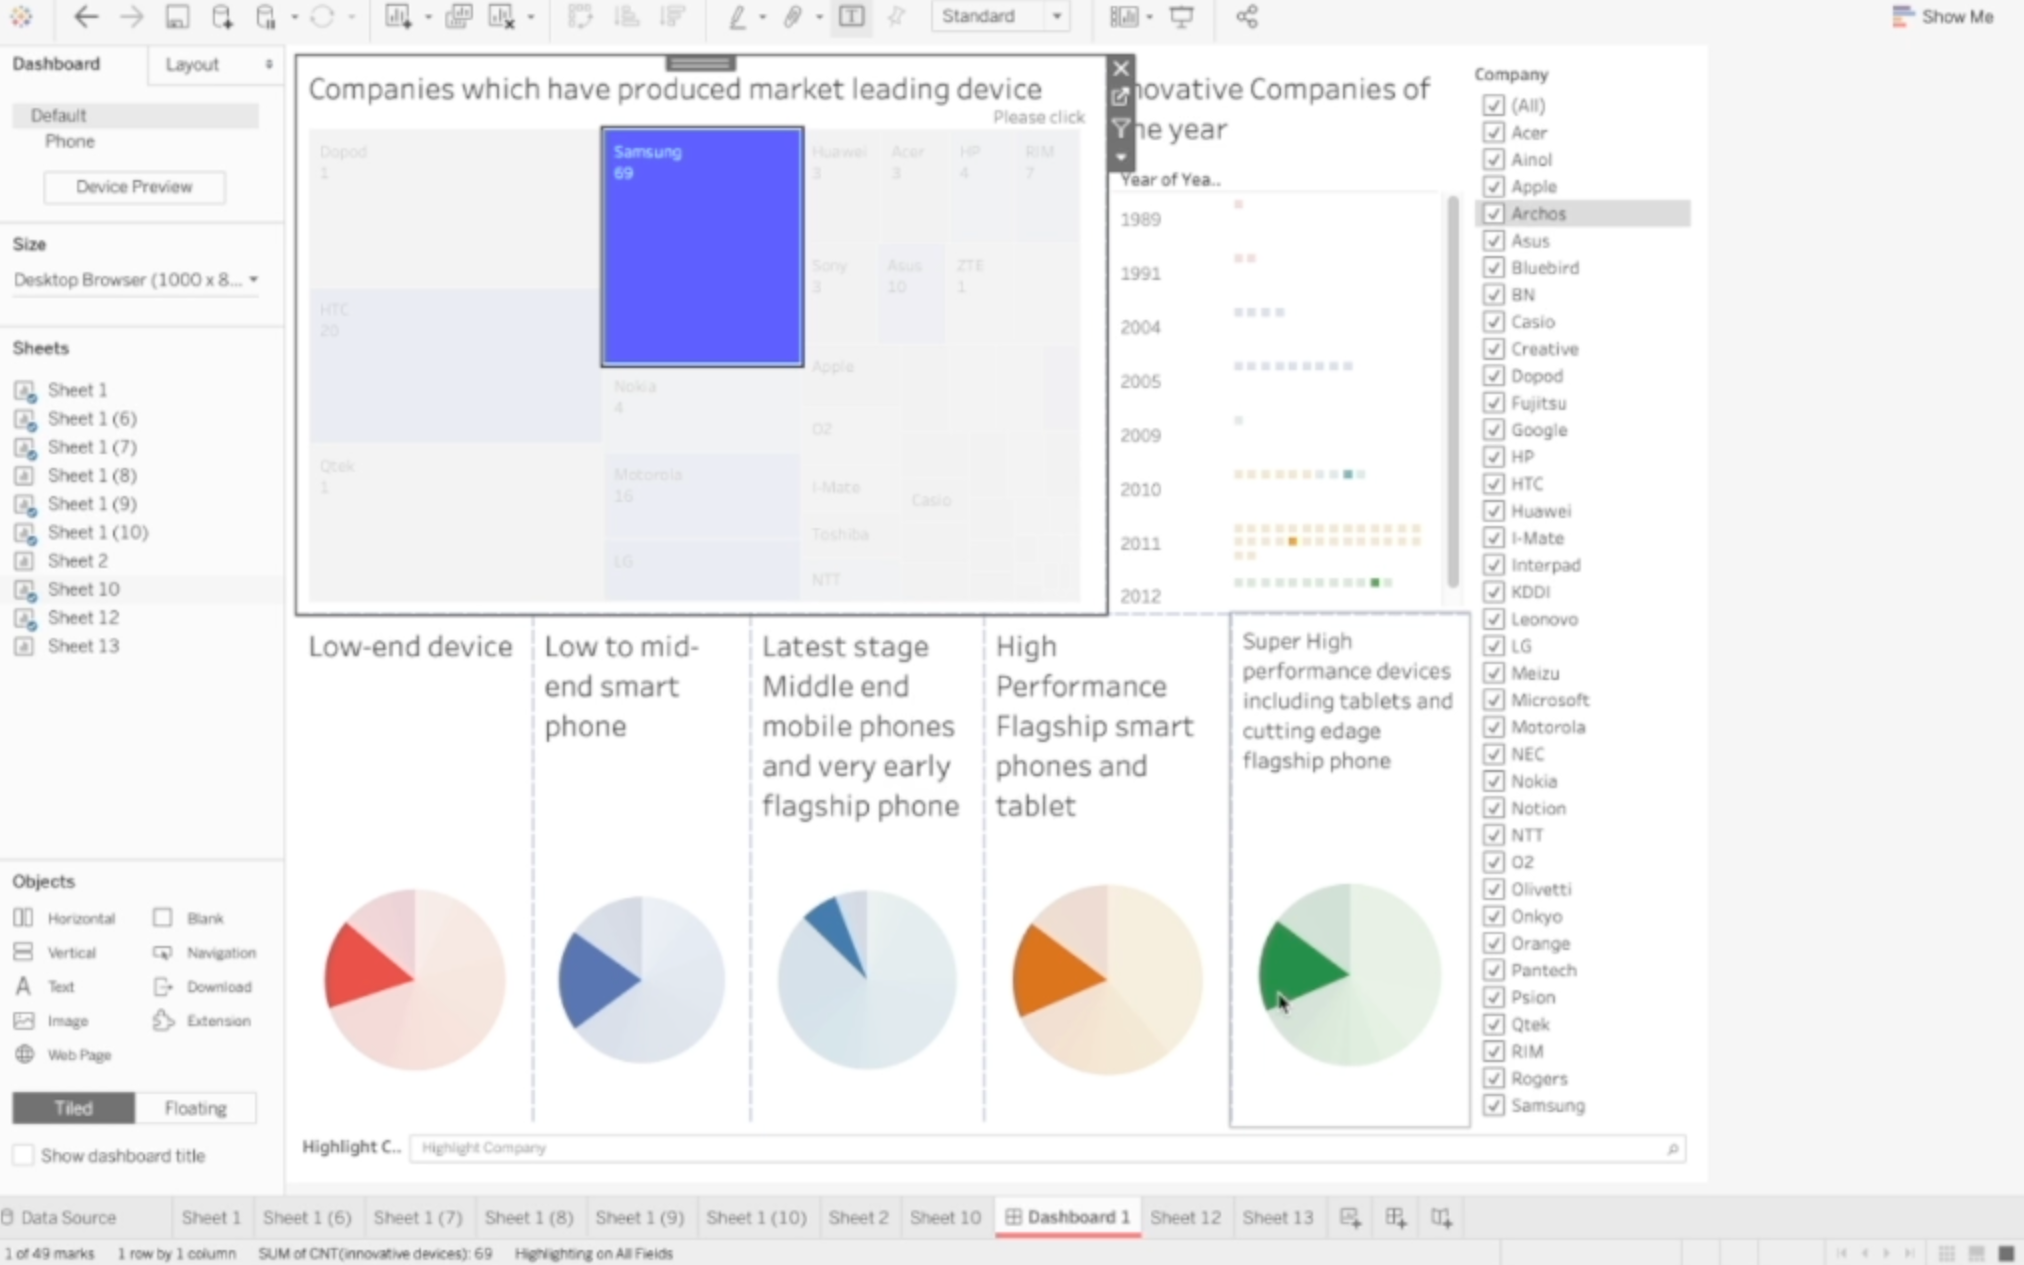 Standard
Show Me
Dashboard
Layout
Default
Phone
Device Preview
Size
Desktop Browser (1000 x 8...
Sheets
Sheet 1
Sheet 1 (6)
Sheet 1 (7)
Sheet 1 (8)
Sheet 1 (9)
Sheet 1 (10)
Sheet 2
Sheet 10
Sheet 12
Sheet 13
Objects
Horizontal
Blank
Vertical
Navigation
Text
Download
Image
Extension
Web Page
Tiled
Floating
Show dashboard title
Companies which have produced market leading device
Please click
Dopod
1
Samsung
69
Huawei
3
Acer
3
HP
4
RIM
7
HTC
20
Sony
3
Asus
10
ZTE
1
Apple
Nokia
4
O2
Qtek
1
Motorola
16
I-Mate
Casio
Toshiba
LG
NTT
novative Companies of
he year
Year of Yea..
1989
1991
2004
2005
2009
2010
2011
2012
Company
(All)
Acer
Ainol
Apple
Archos
Asus
Bluebird
BN
Casio
Creative
Dopod
Fujitsu
Google
HP
HTC
Huawei
I-Mate
Interpad
KDDI
Leonovo
LG
Meizu
Microsoft
Motorola
NEC
Nokia
Notion
NTT
O2
Olivetti
Onkyo
Orange
Pantech
Psion
Qtek
RIM
Rogers
Samsung
Low-end device
Low to mid-
end smart
phone
Latest stage
Middle end
mobile phones
and very early
flagship phone
High
Performance
Flagship smart
phones and
tablet
Super High
performance devices
including tablets and
cutting edage
flagship phone
Highlight C..
Highlight Company
Data Source
Sheet 1
Sheet 1 (6)
Sheet 1 (7)
Sheet 1 (8)
Sheet 1 (9)
Sheet 1 (10)
Sheet 2
Sheet 10
Dashboard 1
Sheet 12
Sheet 13
1 of 49 marks
1 row by 1 column
SUM of CNT(innovative devices): 69
Highlighting on All Fields